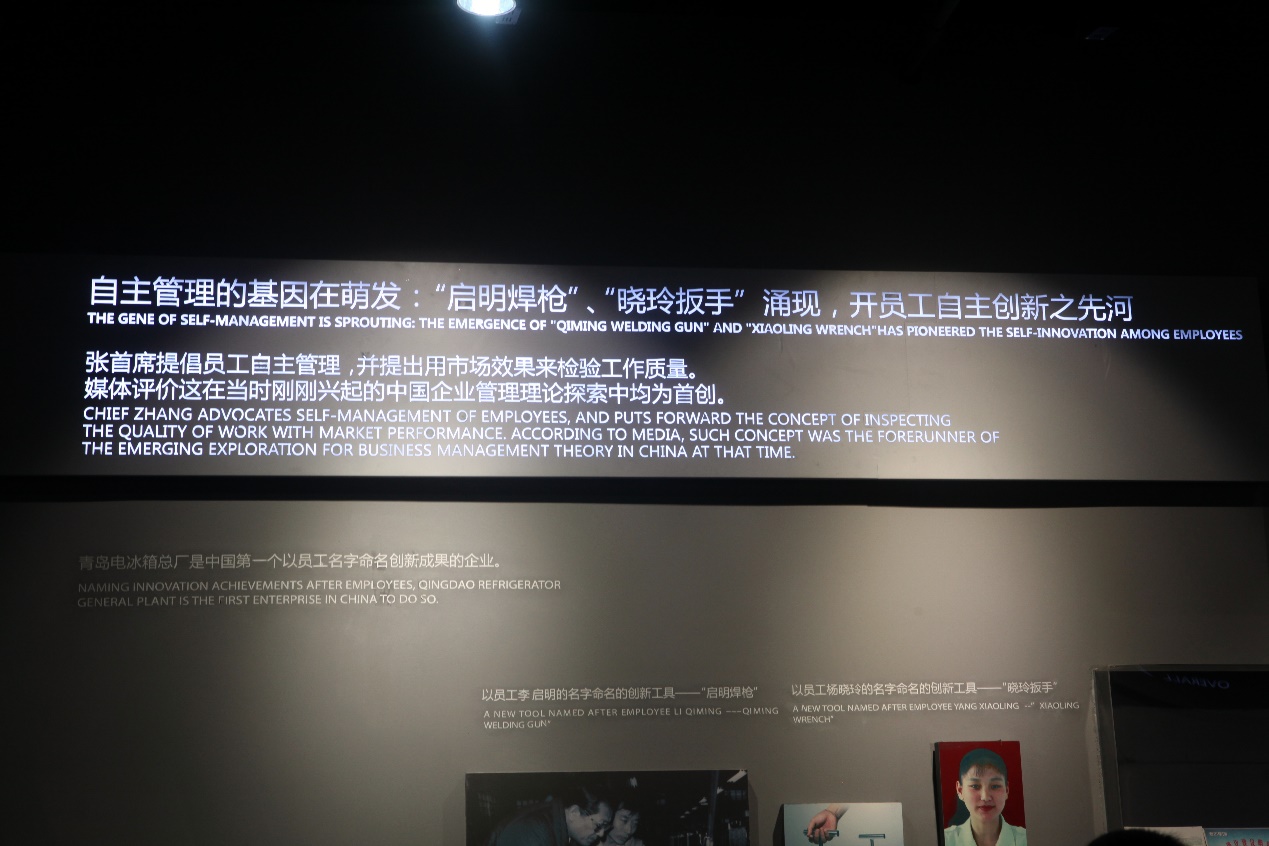 自主管理的基因在萌发：“启明焊枪”、“晓玲扳手”涌现，开员工自主创新之先河
THE GENE OF SELF-MANAGEMENT IS SPROUTING: THE EMERGENCE OF "QIMING WELDING GUN" AND "XIAOLING WRENCH"HAS PIONEERED THE SELF-INNOVATION AMONG EMPLOYEES
张首席提倡员工自主管理,并提出用市场效果来检验工作质量。
媒体评价这在当时刚刚兴起的中国企业管理理论探索中均为首创。
CHIEF ZHANG ADVOCATES SELF-MANAGEMENT OF EMPLOYEES, AND PUTS FORWARD THE CONCEPT OF INSPECTING
THE QUALITY OF WORK WITH MARKET PERFORMANCE. ACCORDING TO MEDIA, SUCH CONCEPT WAS THE FORERUNNER OF
THE EMERGING EXPLORATION FOR BUSINESS MANAGEMENT THEORY IN CHINA AT THAT TIME.
青岛电冰箱总厂是中国第一个以员工名字命名创新成果的企业。
NAMING INNOVATION ACHIEVEMENTS AFTER EMPLOYEES, QINGDAO REFRIGERATOR
GENERAL PLANT IS THE FIRST ENTERPRISE IN CHINA TO DO SO.
以员工李启明的名字命名的创新工具——“启明焊枪”
A NEW TOOL NAMED AFTER EMPLOYEE LI QIMING ---QIMING
WELDING GUN"
以员工杨晓玲的名字命名的创新工具——“晓玲扳手”
A NEW TOOL NAMED AFTER EMPLOYEE YANG XIAOLING --" XIAOLING
WRENCH"
OVERALL